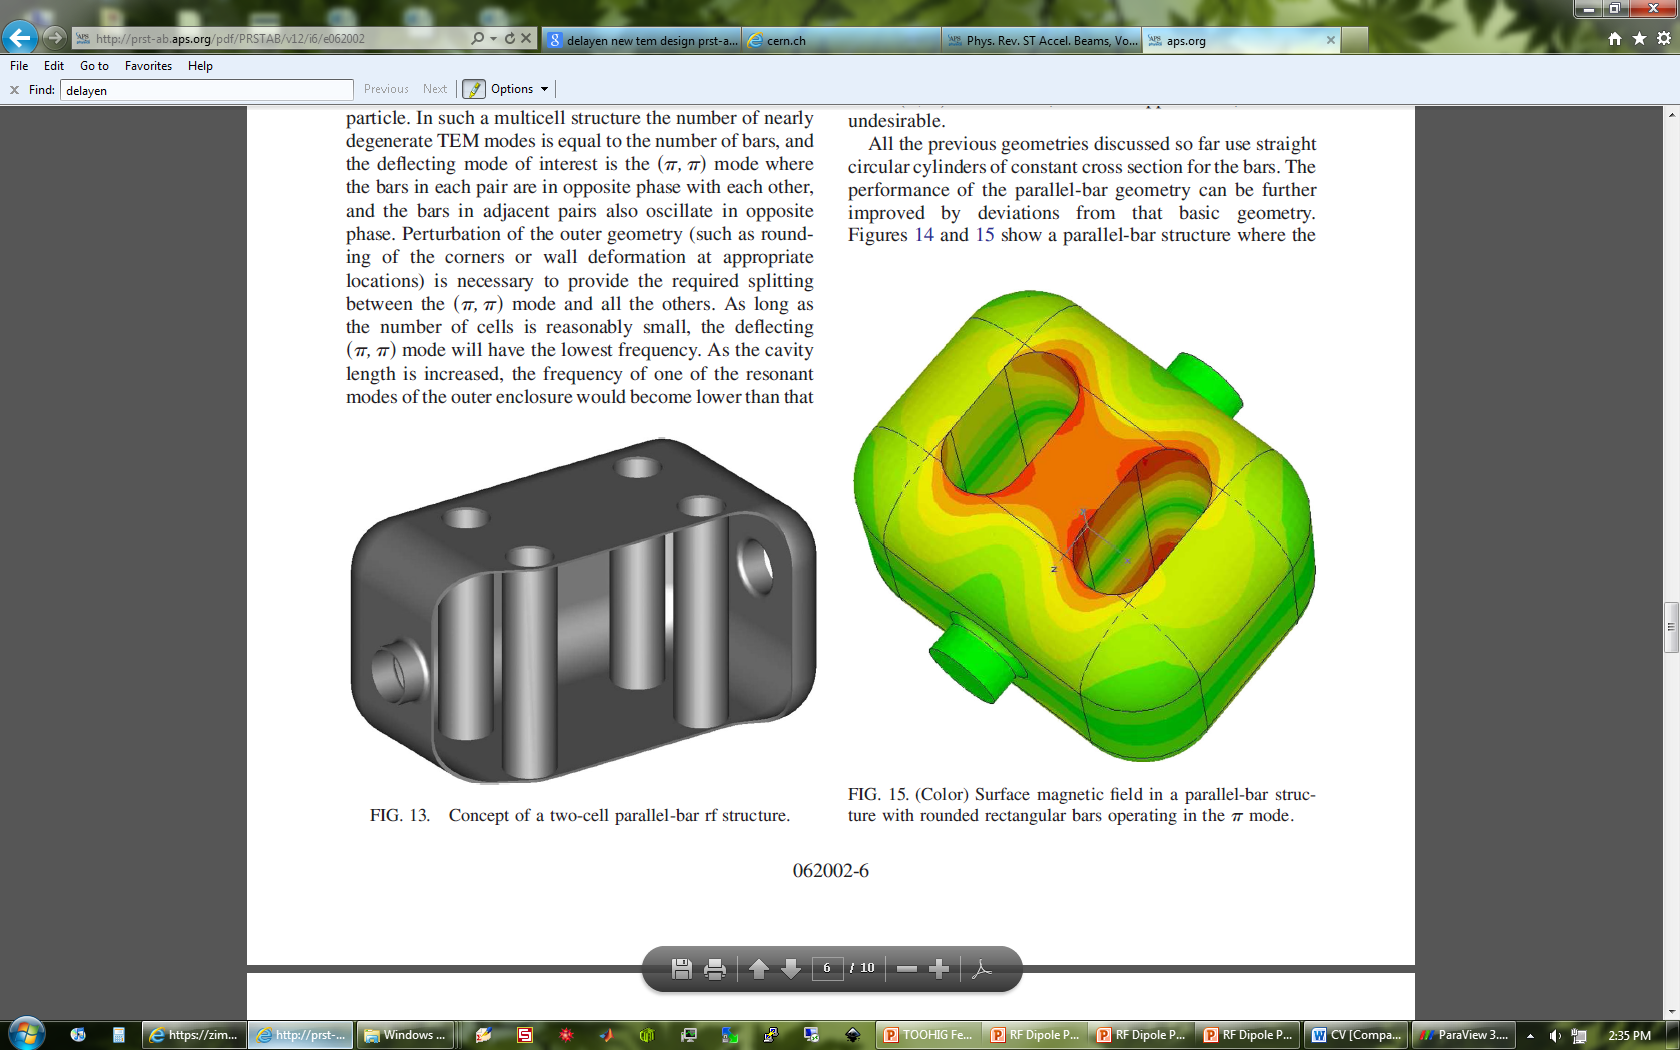 http://prst-ab.aps.org/pdf/PRSTAB/v12/i6/e062002
delayen new tem design prst-a...
cern.ch
Phys. Rev. ST Accel. Beams, Vo...
aps.org
File Edit Go to Favorites Help
Find: delayen Previous Next Options
particle. In such a multicell structure the number of nearly
degenerate TEM modes is equal to the number of bars, and
the deflecting mode of interest is the (π, π) mode where
the bars in each pair are in opposite phase with each other,
and the bars in adjacent pairs also oscillate in opposite
phase. Perturbation of the outer geometry (such as round-
ing of the corners or wall deformation at appropriate
locations) is necessary to provide the required splitting
between the (π, π) mode and all the others. As long as
the number of cells is reasonably small, the deflecting
(π, π) mode will have the lowest frequency. As the cavity
length is increased, the frequency of one of the resonant
modes of the outer enclosure would become lower than that
FIG. 13. Concept of a two-cell parallel-bar rf structure.
undesirable.
All the previous geometries discussed so far use straight
circular cylinders of constant cross section for the bars. The
performance of the parallel-bar geometry can be further
improved by deviations from that basic geometry.
Figures 14 and 15 show a parallel-bar structure where the
z
FIG. 15. (Color) Surface magnetic field in a parallel-bar struc-
ture with rounded rectangular bars operating in the π mode.
062002-6
6 / 10
https://zim...
http://prst-...
Windows ...
TOOHIG Fe...
RF Dipole P...
RF Dipole P...
RF Dipole P...
CV [Compa...
ParaView 3....
2:35 PM